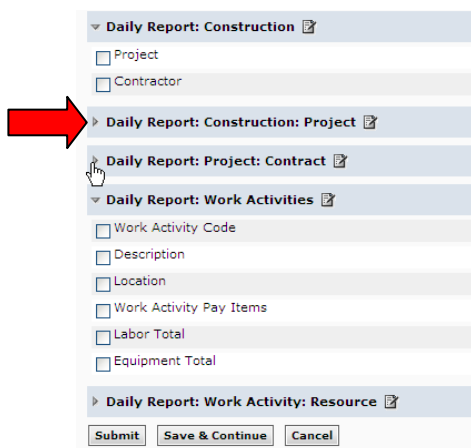 Daily Report: Construction
Project
Contractor
Daily Report: Construction: Project
Daily Report: Project: Contract
Daily Report: Work Activities
Work Activity Code
Description
Location
Work Activity Pay Items
Labor Total
Equipment Total
Daily Report: Work Activity: Resource
Submit Save & Continue Cancel